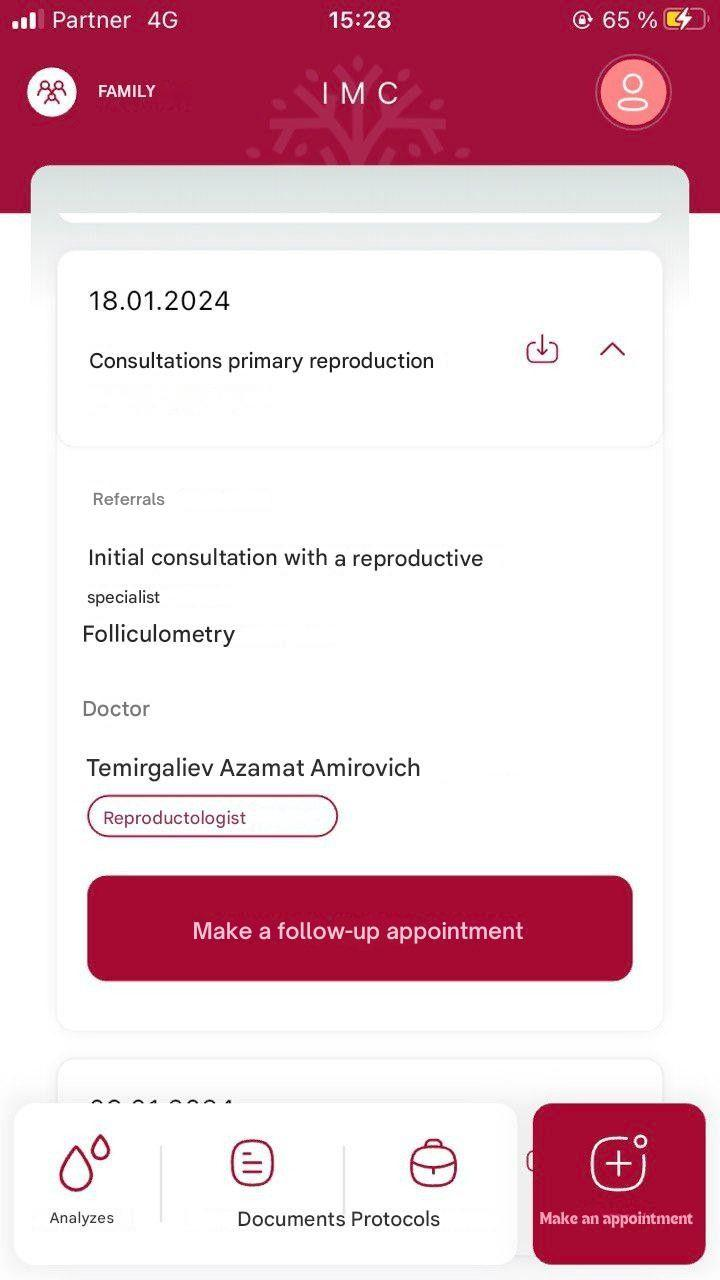 Partner 4G 15:28 65 %
FAMILY
I M C
18.01.2024
Consultations primary reproduction
Referrals
Initial consultation with a reproductive
specialist
Folliculometry
Doctor
Temirgaliev Azamat Amirovich
Reproductologist
Make a follow-up appointment
Analyzes
Documents Protocols
Make an appointment